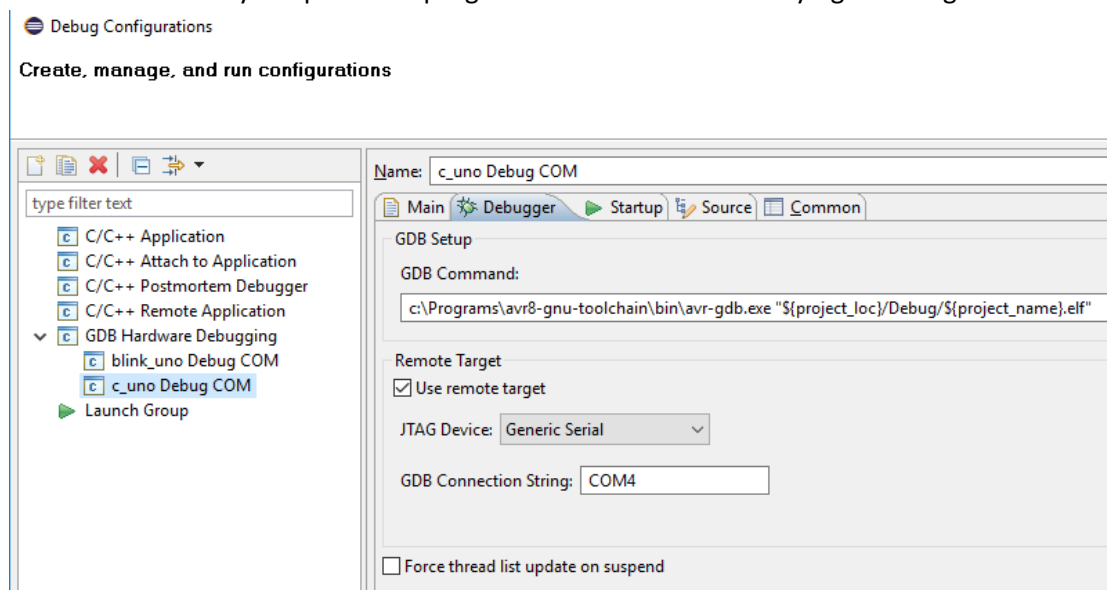 Debug Configurations
Create, manage, and run configurations
type filter text
C/C++ Application
C/C++ Attach to Application
C/C++ Postmortem Debugger
C/C++ Remote Application
GDB Hardware Debugging
blink_uno Debug COM
c_uno Debug COM
Launch Group
Name: c_uno Debug COM
Main Debugger Startup Source Common
GDB Setup
GDB Command:
c:\Programs\avr8-gnu-toolchain\bin\avr-gdb.exe "${project_loc}/Debug/${project_name}.elf"
Remote Target
Use remote target
JTAG Device: Generic Serial
GDB Connection String: COM4
Force thread list update on suspend